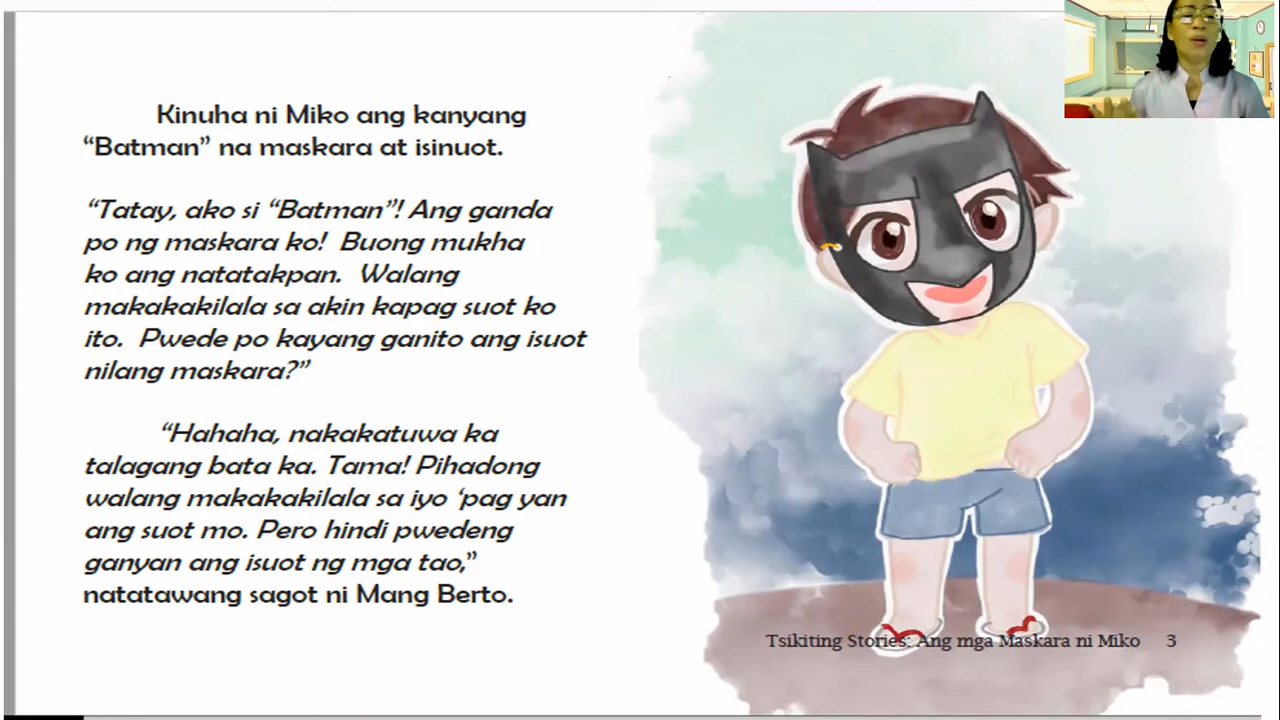 Kinuha ni Miko ang kanyang
“Batman” na maskara at isinuot.
“Tatay, ako si “Batman”! Ang ganda
po ng maskara ko! Buong mukha
ko ang natatakpan. Walang
makakakilala sa akin kapag suot ko
ito. Pwede po kayang ganito ang isuot
nilang maskara?”
“Hahaha, nakakatuwa ka
talagang bata ka. Tama! Pihadong
walang makakakilala sa iyo ‘pag yan
ang suot mo. Pero hindi pwedeng
ganyan ang isuot ng mga tao,”
natatawang sagot ni Mang Berto.
Tsikiting Stories: Ang mga Maskara ni Miko 3